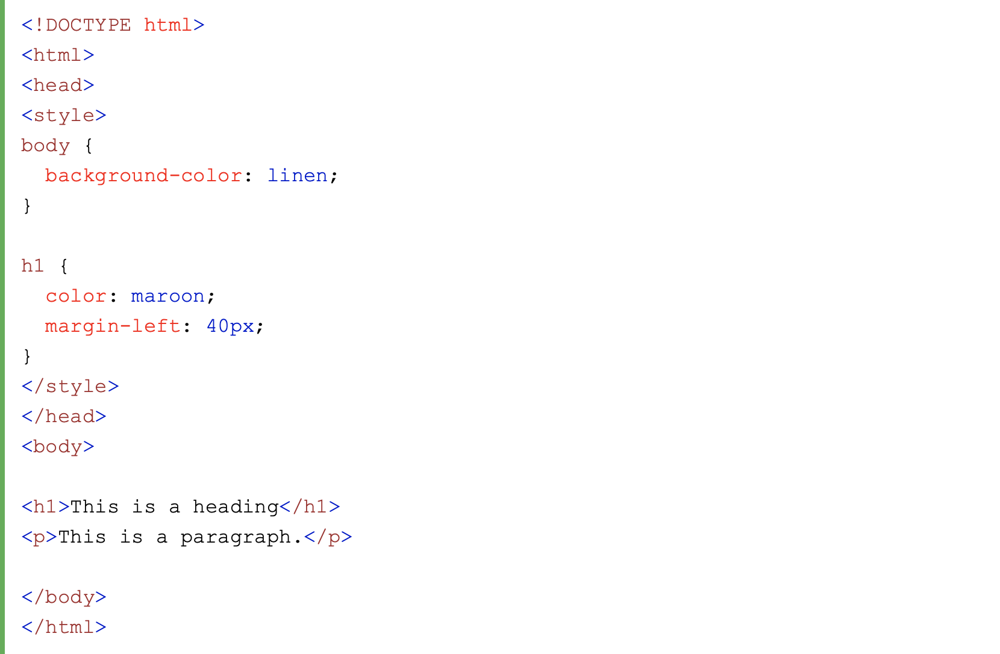 <!DOCTYPE html>
<html>
<head>
<style>
body {
  background-color: linen;
}

h1 {
  color: maroon;
  margin-left: 40px;
}
</style>
</head>
<body>

<h1>This is a heading</h1>
<p>This is a paragraph.</p>

</body>
</html>